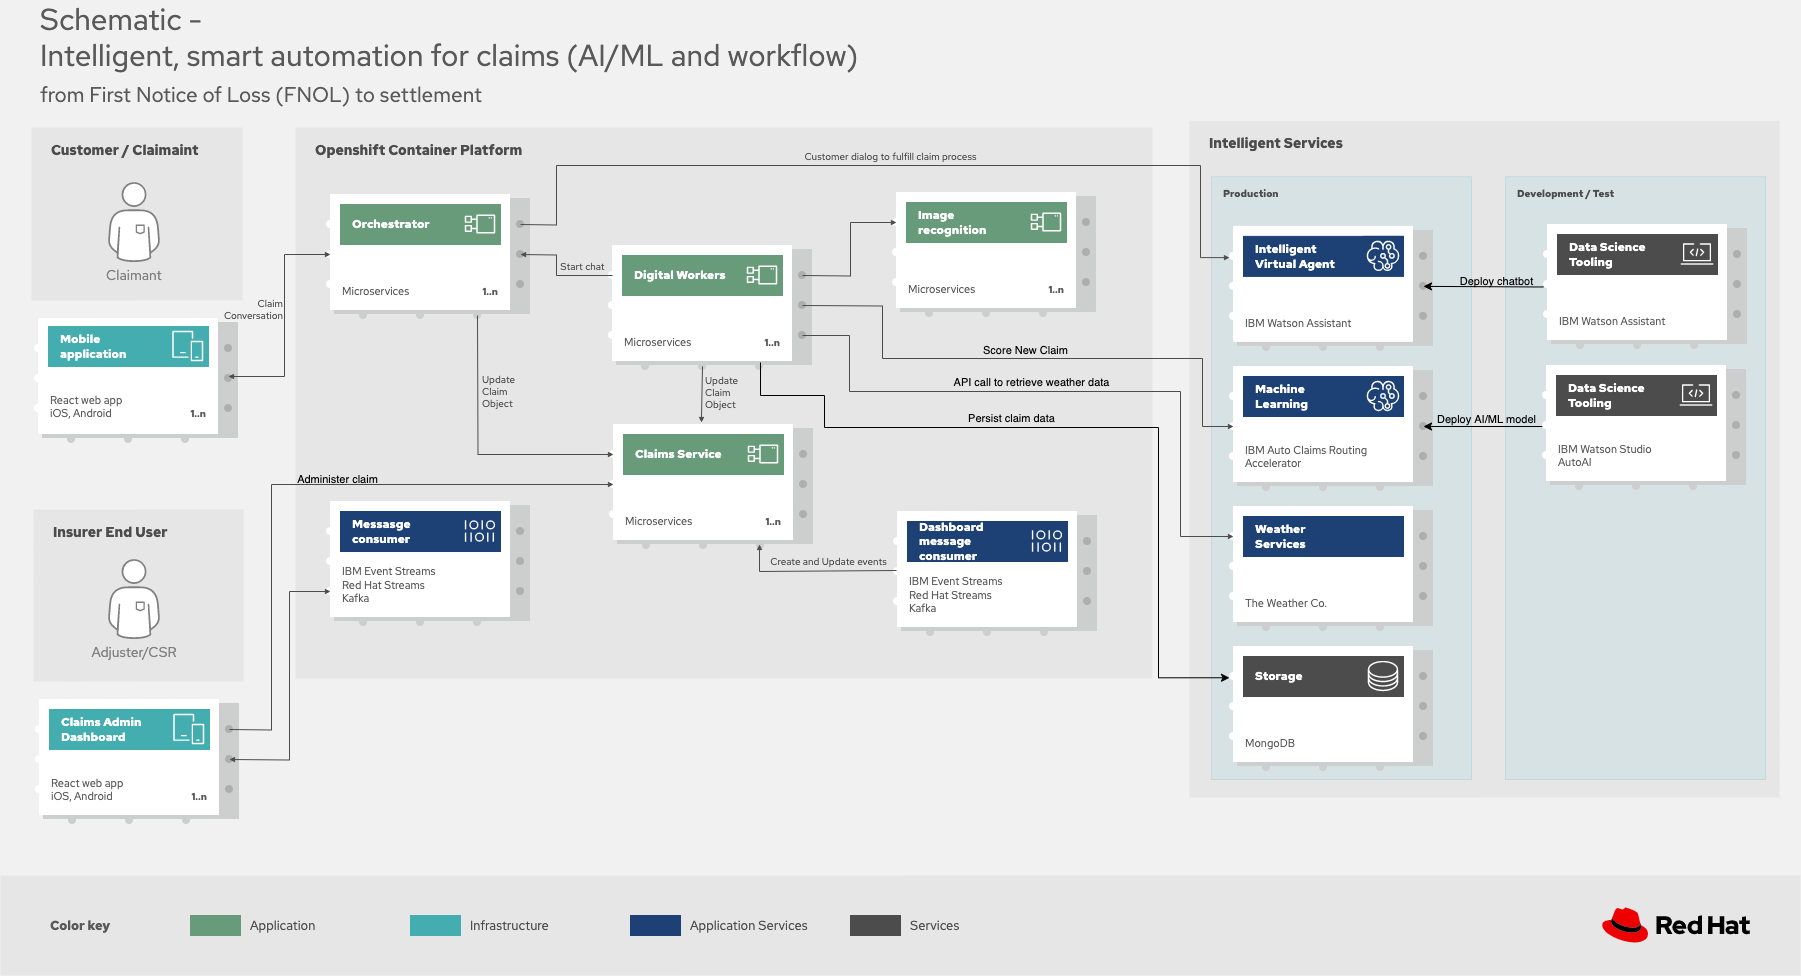 Schematic -
Intelligent, smart automation for claims (AI/ML and workflow)
from First Notice of Loss (FNOL) to settlement
Customer / Claimaint
Claimant
Mobile
application
React web app
iOS, Android
1..n
Claim
Conversation
Insurer End User
Adjuster/CSR
Claims Admin
Dashboard
React web app
iOS, Android
1..n
Openshift Container Platform
Customer dialog to fulfill claim process
Orchestrator
Microservices
1..n
Start chat
Digital Workers
Microservices
1..n
Image
recognition
Microservices
1..n
Score New Claim
API call to retrieve weather data
Persist claim data
Update
Claim
Object
Update
Claim
Object
Claims Service
Microservices
1..n
Administer claim
Messasge
consumer
IBM Event Streams
Red Hat Streams
Kafka
Create and Update events
Dashboard
message
consumer
IBM Event Streams
Red Hat Streams
Kafka
Intelligent Services
Production
Intelligent
Virtual Agent
IBM Watson Assistant
Machine
Learning
IBM Auto Claims Routing
Accelerator
Weather
Services
The Weather Co.
Storage
MongoDB
Deploy chatbot
Deploy AI/ML model
Development / Test
Data Science
Tooling
IBM Watson Assistant
Data Science
Tooling
IBM Watson Studio
AutoAI
Color key
Application
Infrastructure
Application Services
Services
Red Hat